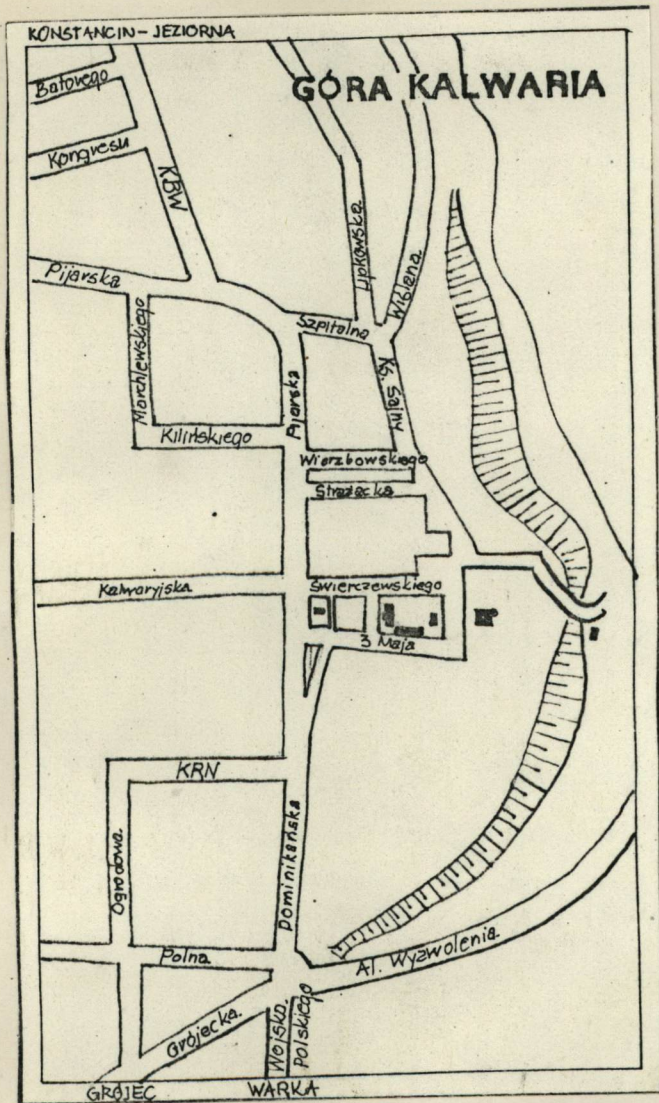 KONSTANCIN-JEZIORNA
GÓRA KALWARIA
Batorego
Kongresu
KBW
Lipkowska
Wiślana
Pijarska
Szpitalna
Marchlewskiego
Pijarska
Ks. Sajny
Kilińskiego
Wierzbowskiego
Strażacka
Kalwaryjska
Świerczewskiego
3 Maja
KRN
Ogrodowa
Dominikańska
Polna
Al. Wyzwolenia
Grójecka
Wojska
Polskiego
GRÓJEC
WARKA